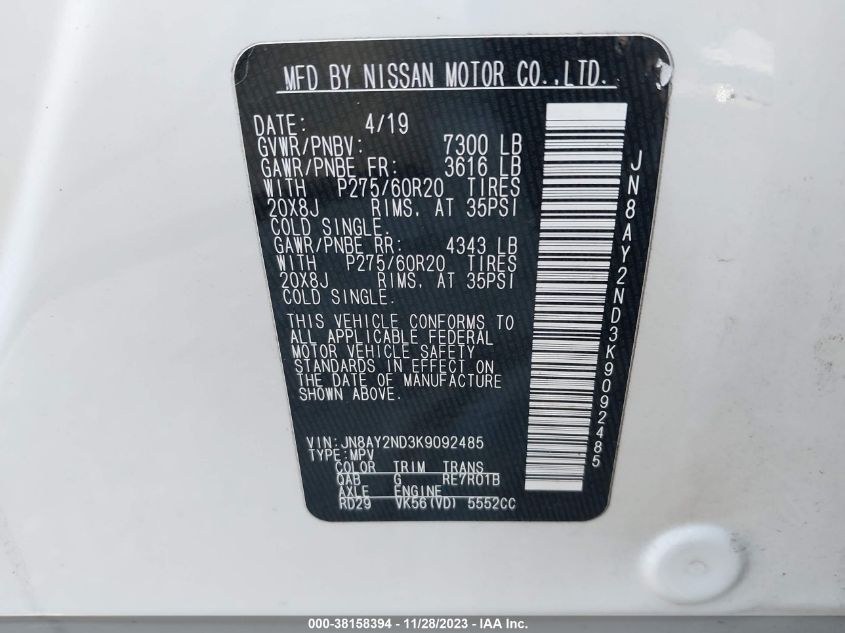 MFD BY NISSAN MOTOR CO.,LTD.
DATE: 4/19
GVWR/PNBV: 7300 LB
GAWR/PNBE FR: 3616 LB
WITH P275/60R20 TIRES
20X8J RIMS, AT 35PSI
COLD SINGLE.
GAWR/PNBE RR: 4343 LB
WITH P275/60R20 TIRES
20X8J RIMS, AT 35PSI
COLD SINGLE.
THIS VEHICLE CONFORMS TO
ALL APPLICABLE FEDERAL
MOTOR VEHICLE SAFETY
STANDARDS IN EFFECT ON
THE DATE OF MANUFACTURE
SHOWN ABOVE.
VIN:JN8AY2ND3K9092485
TYPE:MPV
COLOR TRIM TRANS
QAB G RE7R01B
AXLE ENGINE
RD29 VK56(VD) 5552CC
JN8AY2ND3K9092485
000-38158394 - 11/28/2023 - IAA Inc.